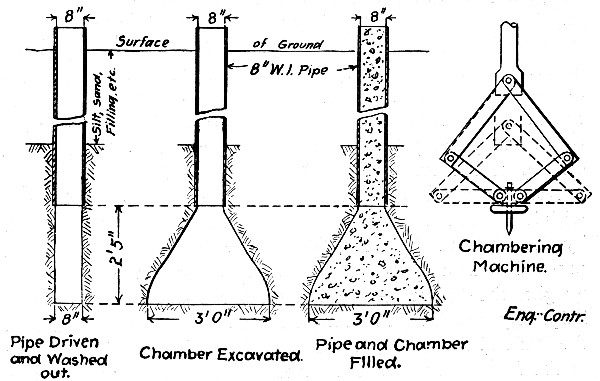 8" 8" 8"
Surface of Ground
8" W.I. Pipe
Silt, sand,
Filling, etc.
2'5"
8" 3'0" 3'0"
Chambering
Machine.
Eng.-Contr.
Pipe Driven
and Washed
out.
Chamber Excavated.
Pipe and Chamber
Filled.